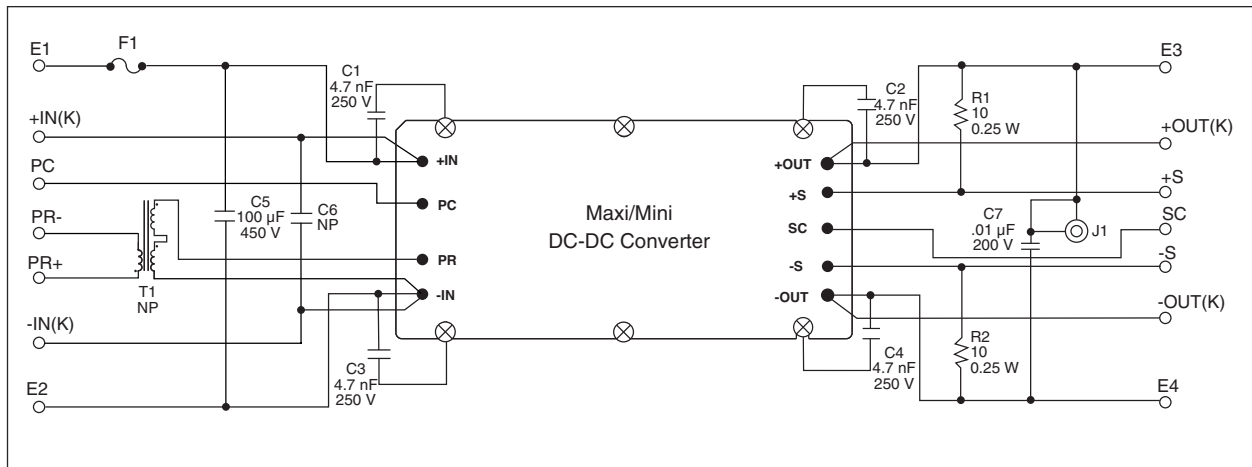 E1
F1
+IN(K)
PC
PR-
PR+
T1
NP
-IN(K)
E2
C5
100 µF
450 V
C6
NP
C1
4.7 nF
250 V
C3
4.7 nF
250 V
+IN
PC
PR
-IN
Maxi/Mini
DC-DC Converter
+OUT
+S
SC
-S
-OUT
C2
4.7 nF
250 V
C4
4.7 nF
250 V
R1
10
0.25 W
C7
.01 µF
200 V
J1
R2
10
0.25 W
E3
+OUT(K)
+S
SC
-S
-OUT(K)
E4